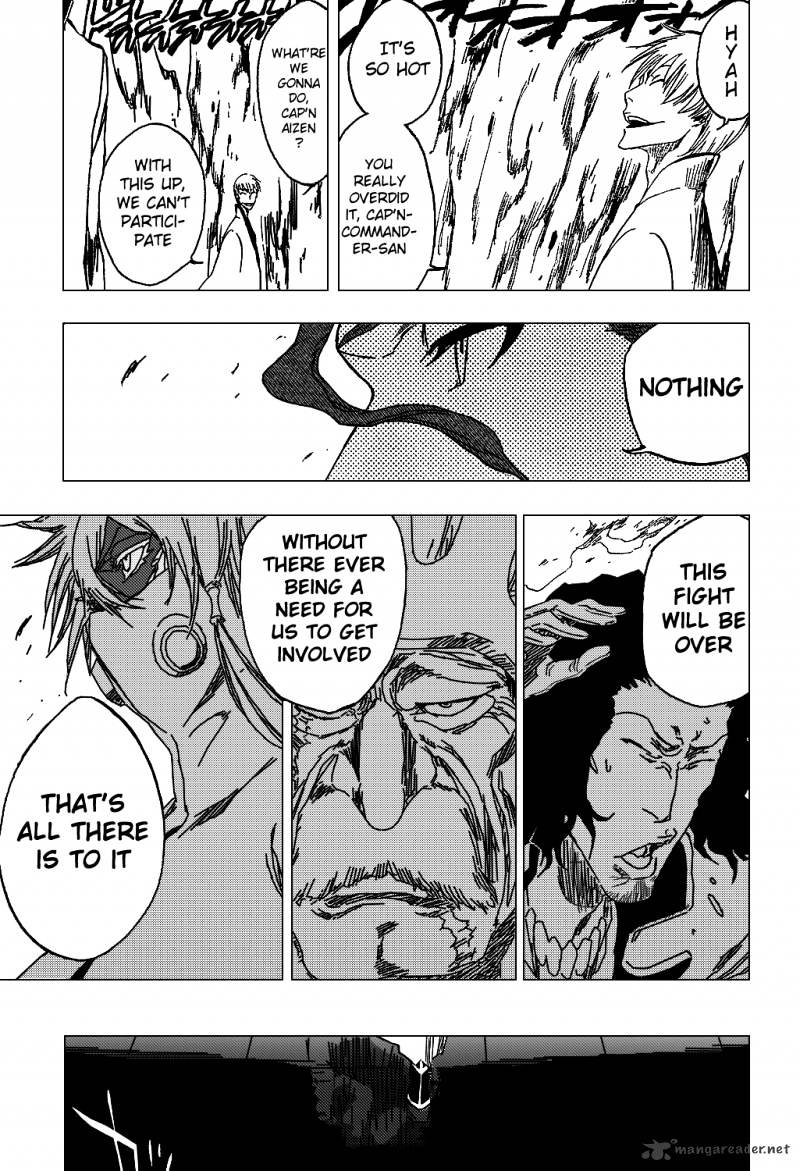 HYAH
IT'S
SO HOT
YOU
REALLY
OVERDID
IT, CAP'N-
COMMAND-
ER-SAN
WHAT'RE
WE
GONNA
DO,
CAP'N
AIZEN
?
WITH
THIS UP,
WE CAN'T
PARTICI-
PATE
NOTHING
THIS
FIGHT
WILL BE
OVER
WITHOUT
THERE EVER
BEING A
NEED FOR
US TO GET
INVOLVED
THAT'S
ALL THERE
IS TO IT
mangareader.net